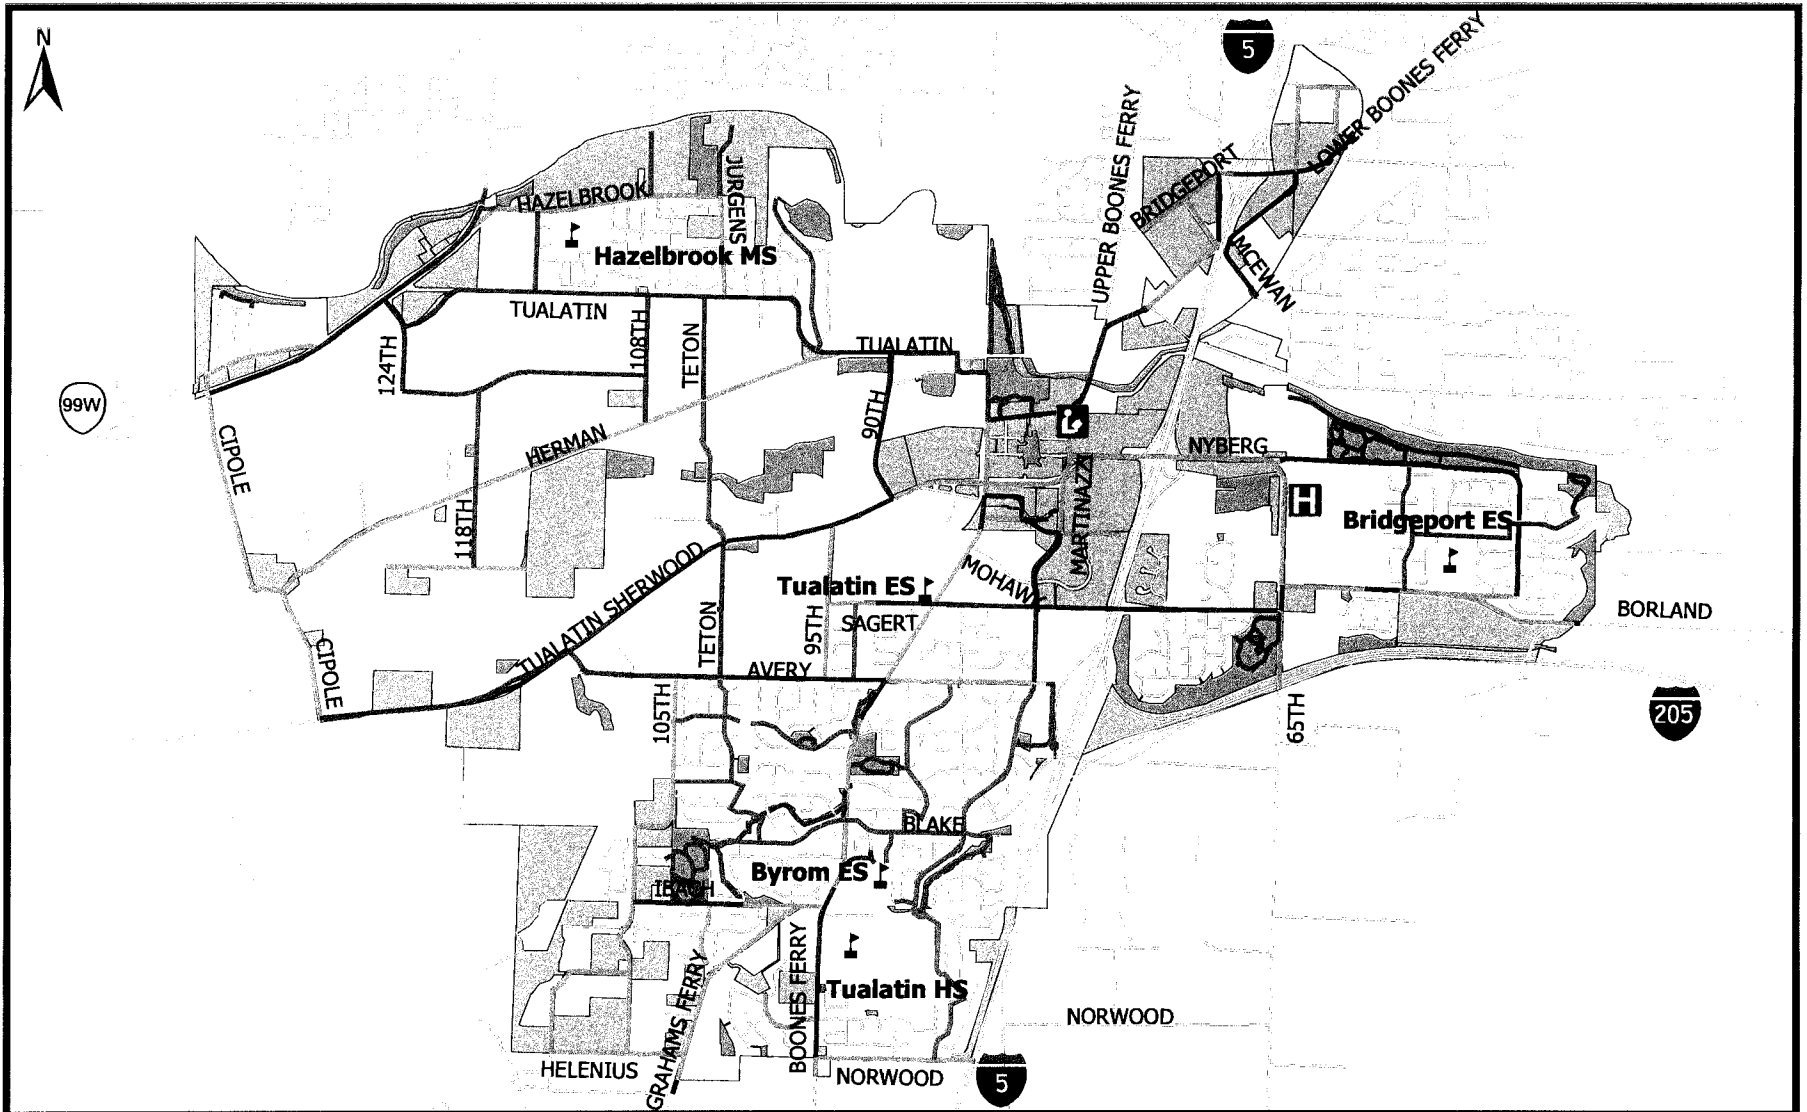 N
5
LOWER BOONES FERRY
UPPER BOONES FERRY
BRIDGEPORT
JURGENS
HAZELBROOK
Hazelbrook MS
MCEWAN
TUALATIN
108TH
TETON
124TH
TUALATIN
99W
90TH
CIPOLE
HERMAN
NYBERG
MARTINAZZI
H
118TH
Bridgeport ES
TUALATIN SHERWOOD
Tualatin ES
MOHAWK
BORLAND
TETON
95TH
SAGERT
CIPOLE
AVERY
105TH
65TH
205
BLAKE
Byrom ES
IBACH
GRAHAMS FERRY
BOONES FERRY
Tualatin HS
NORWOOD
HELENIUS
NORWOOD
5